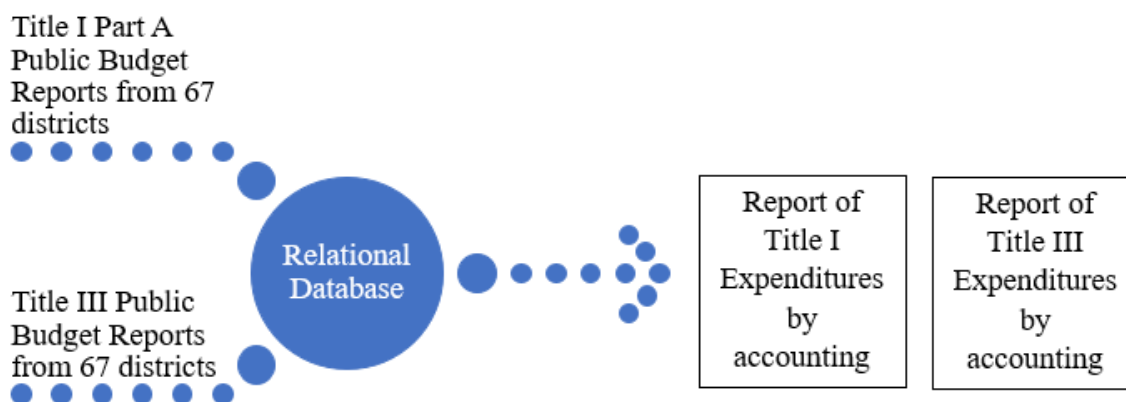 Title I Part A
Public Budget
Reports from 67
districts
Relational
Database
Title III Public
Budget Reports
from 67 districts
Report of
Title I
Expenditures
by
accounting
Report of
Title III
Expenditures
by
accounting